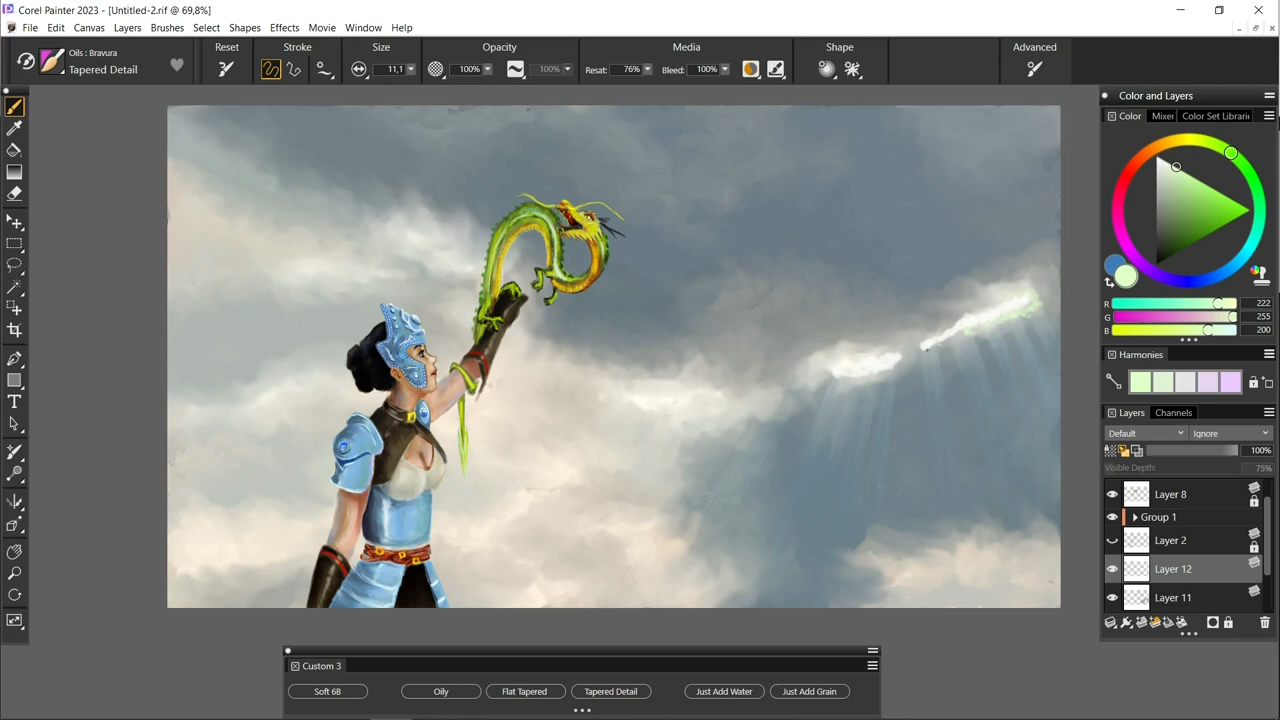 Corel Painter 2023 - [Untitled-2.rif @ 69,8%]
File Edit Canvas Layers Brushes Select Shapes Effects Movie Window Help
Oils : Bravura
Tapered Detail
Reset
Stroke
Size
11,1
Opacity
100%
100%
Media
Resat: 76% Bleed: 100%
Shape
Advanced
Color and Layers
Color Mixer Color Set Librari
R 222
G 255
B 200
Harmonies
Layers Channels
Default Ignore
100%
Visible Depth: 75%
Layer 8
Group 1
Layer 2
Layer 12
Layer 11
Custom 3
Soft 6B Oily Flat Tapered Tapered Detail Just Add Water Just Add Grain